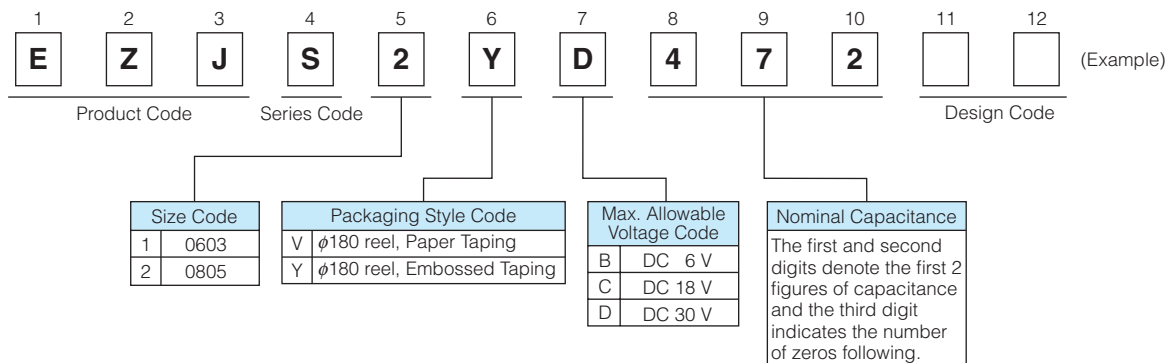 1 2 3 4 5 6 7 8 9 10 11 12
E Z J S 2 Y D 4 7 2 (Example)
Product Code Series Code Design Code
Size Code
1 0603
2 0805
Packaging Style Code
V ϕ180 reel, Paper Taping
Y ϕ180 reel, Embossed Taping
Max. Allowable
Voltage Code
B DC 6 V
C DC 18 V
D DC 30 V
Nominal Capacitance
The first and second
digits denote the first 2
figures of capacitance
and the third digit
indicates the number
of zeros following.